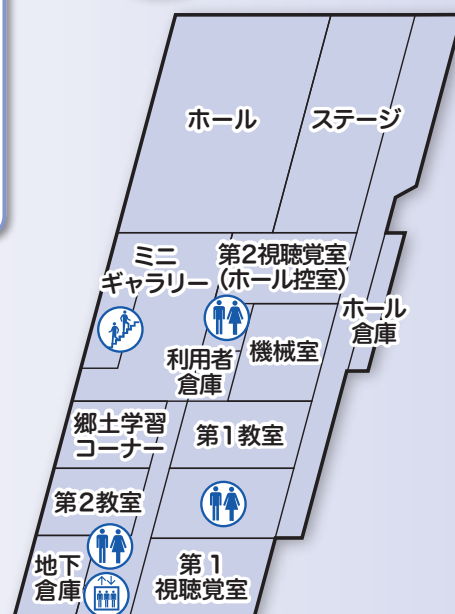 ホール
ステージ
ミニ
ギャラリー
第2視聴覚室
(ホール控室)
ホール
倉庫
利用者
倉庫
機械室
郷土学習
コーナー
第1教室
第2教室
地下
倉庫
第1
視聴覚室